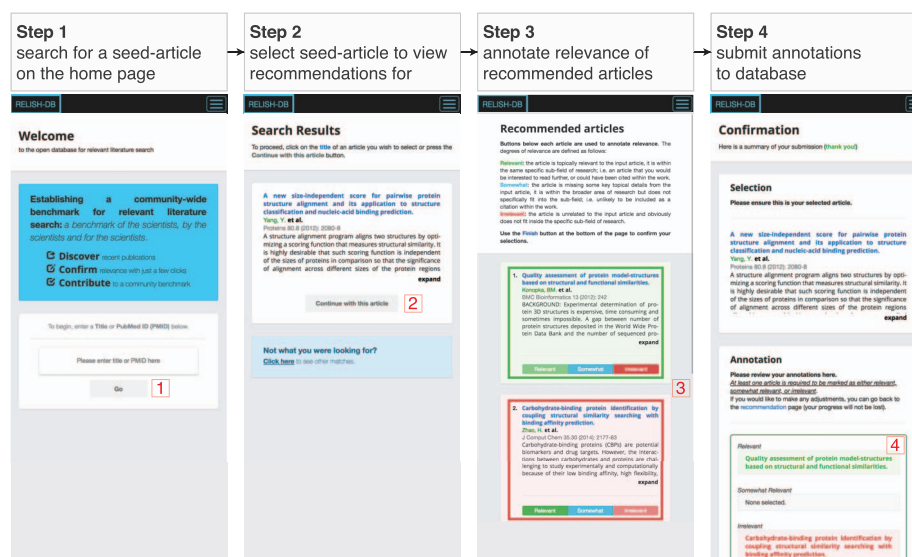 Step 1
search for a seed-article
on the home page
Step 2
select seed-article to view
recommendations for
Step 3
annotate relevance of
recommended articles
Step 4
submit annotations
to database
RELISH-DB
Welcome
to the open database for relevant literature search
Establishing a community-wide
benchmark for relevant literature
search: a benchmark of the scientists, by the
scientists and for the scientists.
Discover recent publications
Confirm relevance with just a few clicks
Contribute to a community benchmark
To begin, enter a Title or PubMed ID (PMID) below.
Please enter title or PMID here
Go
1
RELISH-DB
Search Results
To proceed, click on the title of an article you wish to select or press the
Continue with this article button.
A new size-independent score for pairwise protein
structure alignment and its application to structure
classification and nucleic-acid binding prediction.
Yang, Y. et al.
Proteins 80.8 (2012): 2080-8
A structure alignment program aligns two structures by opti-
mizing a scoring function that measures structural similarity. It
is highly desirable that such scoring function is independent
of the sizes of proteins in comparison so that the significance
of alignment across different sizes of the protein regions
expand
Continue with this article
2
Not what you were looking for?
Click here to see other matches.
RELISH-DB
Recommended articles
Buttons below each article are used to annotate relevance. The
degrees of relevance are defined as follows:
Relevant: the article is topically relevant to the input article, it is within
the same specific sub-field of research; i.e. an article that you would
be interested to read further, or could have been cited within the work.
Somewhat: the article is missing some key topical details from the
input article, it is within the broader area of research but does not
specifically fit into the sub-field; i.e. unlikely to be included as a
citation within the work.
Irrelevant: the article is unrelated to the input article and obviously
does not fit inside the specific sub-field of research.
Use the Finish button at the bottom of the page to confirm your
selections.
1. Quality assessment of protein model-structures
based on structural and functional similarities.
Konopka, BM. et al.
BMC Bioinformatics 13 (2012): 242
BACKGROUND: Experimental determination of pro-
tein 3D structures is expensive, time consuming and
sometimes impossible. A gap between number of
protein structures deposited in the World Wide Pro-
tein Data Bank and the number of sequenced pro-
expand
Relevant Somewhat Irrelevant
3
2. Carbohydrate-binding protein identification by
coupling structural similarity searching with
binding affinity prediction.
Zhao, H. et al.
J Comput Chem 35.30 (2014): 2177-83
Carbohydrate-binding proteins (CBPs) are potential
biomarkers and drug targets. However, the interac-
tions between carbohydrates and proteins are chal-
lenging to study experimentally and computationally
because of their low binding affinity, high flexibility,
expand
Relevant Somewhat Irrelevant
RELISH-DB
Confirmation
Here is a summary of your submission (thank you!)
Selection
Please ensure this is your selected article.
A new size-independent score for pairwise protein
structure alignment and its application to structure
classification and nucleic-acid binding prediction.
Yang, Y. et al.
Proteins 80.8 (2012): 2080-8
A structure alignment program aligns two structures by opti-
mizing a scoring function that measures structural similarity. It
is highly desirable that such scoring function is independent
of the sizes of proteins in comparison so that the significance
expand
Annotation
Please review your annotations here.
At least one article is required to be marked as either relevant,
somewhat relevant, or irrelevant.
If you would like to make any adjustments, you can go back to
the recommendation page (your progress will not be lost).
4
Relevant
Quality assessment of protein model-structures
based on structural and functional similarities.
Somewhat Relevant
None selected.
Irrelevant
Carbohydrate-binding protein identification by
coupling structural similarity searching with
binding affinity prediction.